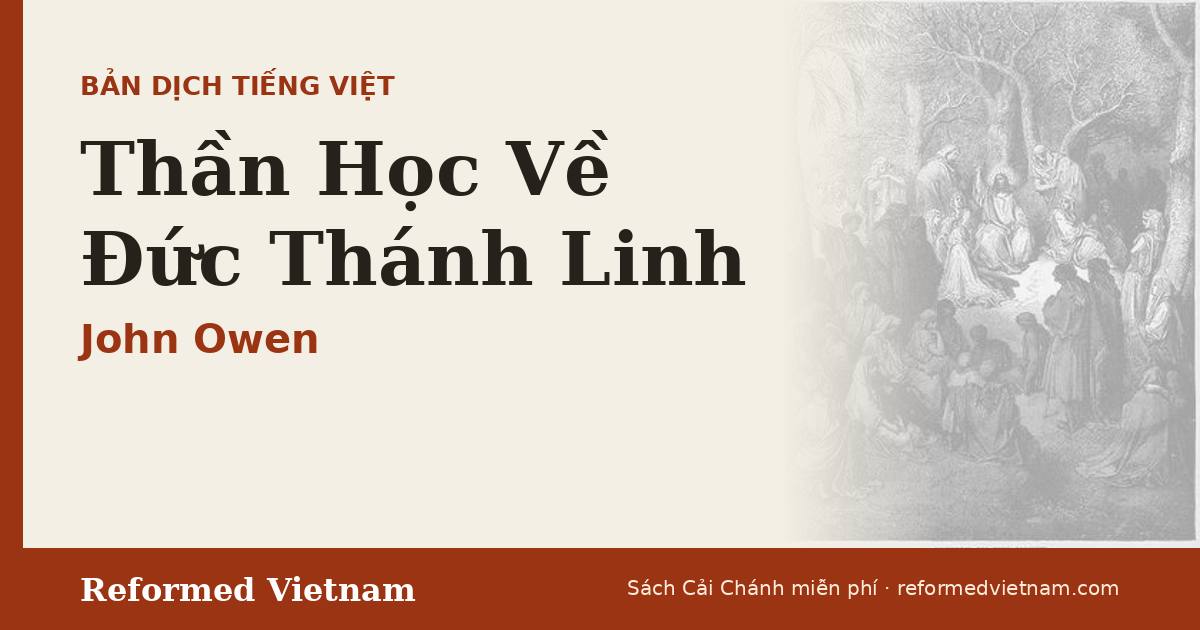 BẢN DỊCH TIẾNG VIỆT
Thần Học Về
Đức Thánh Linh
John Owen
Reformed Vietnam
Sách Cải Chánh miễn phí · reformedvietnam.com